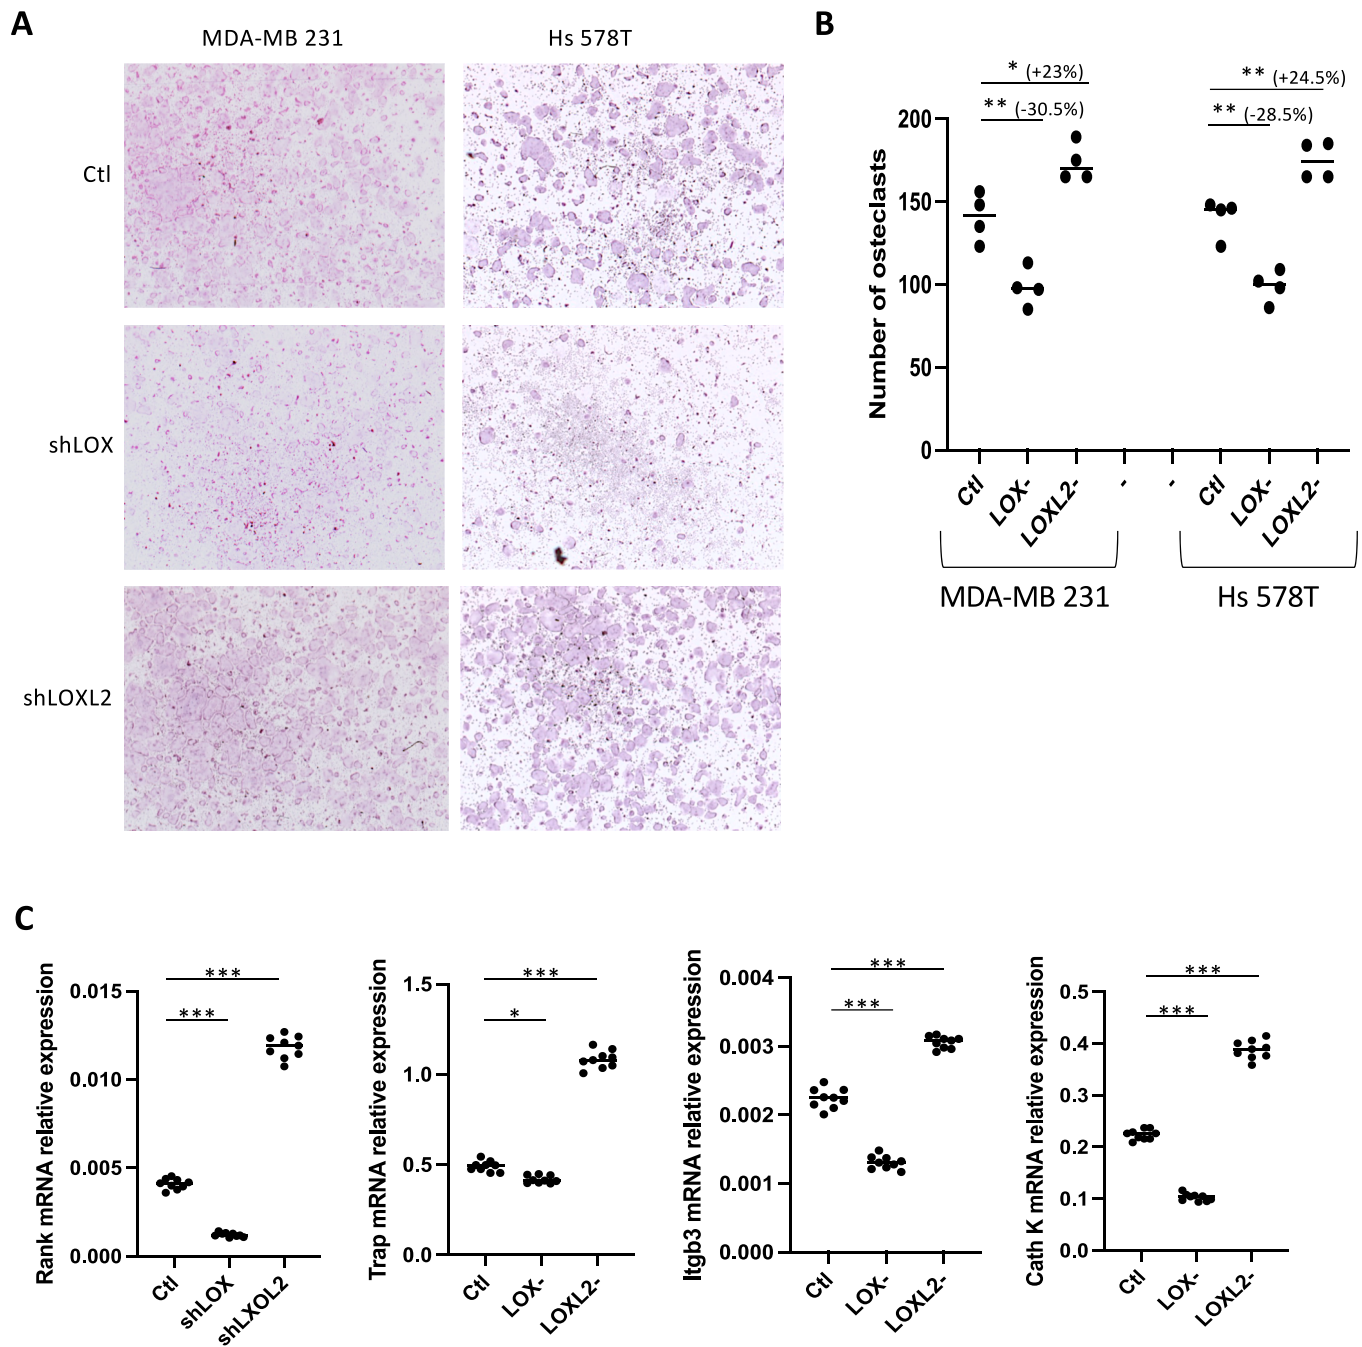 A
MDA-MB 231
Hs 578T
Ctl
shLOX
shLOXL2
B
* (+23%)
** (-30.5%)
** (+24.5%)
** (-28.5%)
Number of osteclasts
200
150
100
50
0
Ctl
LOX-
LOXL2-
-
-
Ctl
LOX-
LOXL2-
MDA-MB 231
Hs 578T
C
Rank mRNA relative expression
0.015
0.010
0.005
0.000
***
***
Ctl
shLOX
shLXOL2
Trap mRNA relative expression
1.5
1.0
0.5
0.0
***
*
Ctl
LOX-
LOXL2-
Itgb3 mRNA relative expression
0.004
0.003
0.002
0.001
0.000
***
***
Ctl
LOX-
LOXL2-
Cath K mRNA relative expression
0.5
0.4
0.3
0.2
0.1
0.0
***
***
Ctl
LOX-
LOXL2-